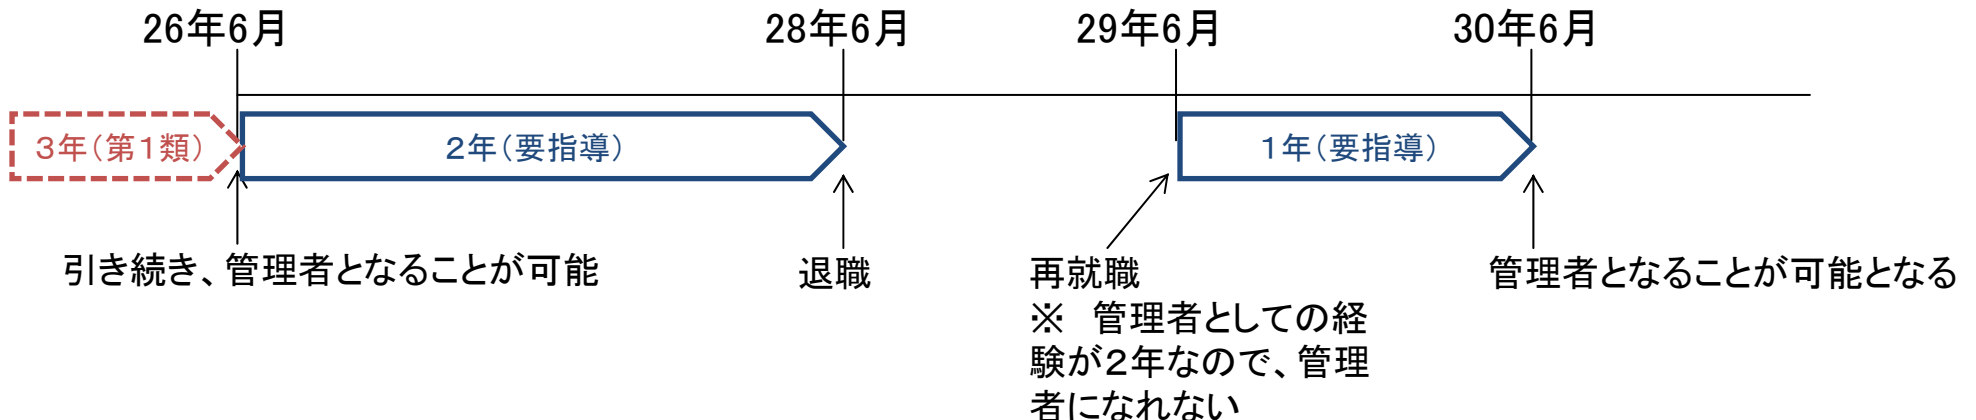 26年6月
28年6月
29年6月
30年6月
3年(第1類)
2年(要指導)
1年(要指導)
引き続き、管理者となることが可能
退職
再就職
※　管理者としての経
験が2年なので、管理
者になれない
管理者となることが可能となる